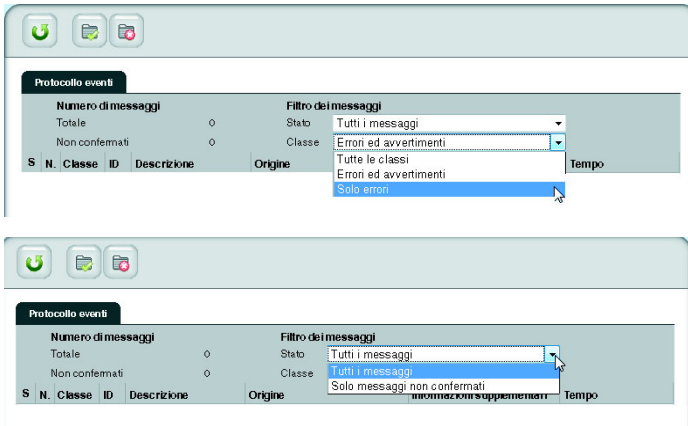 Protocollo eventi
Numero di messaggi Filtro dei messaggi
Totale 0 Stato Tutti i messaggi
Non confermati 0 Classe Errori ed avvertimenti
S N. Classe ID Descrizione Origine Tempo
Tutte le classi
Errori ed avvertimenti
Solo errori
Protocollo eventi
Numero di messaggi Filtro dei messaggi
Totale 0 Stato Tutti i messaggi
Non confermati 0 Classe
Tutti i messaggi
Solo messaggi non confermati
S N. Classe ID Descrizione Origine Informazioni supplementari Tempo